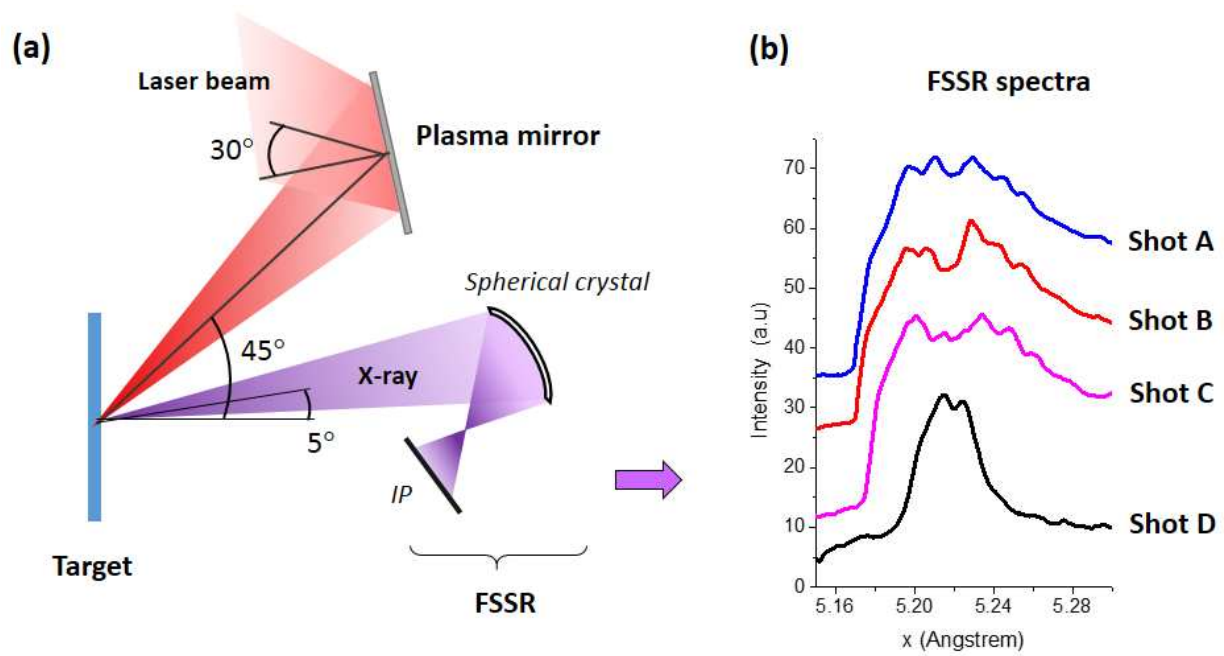 (a)
Laser beam
30°
Plasma mirror
Spherical crystal
45°
X-ray
5°
IP
Target
FSSR
(b)
FSSR spectra
70
60
50
40
30
20
10
0
Intensity (a.u)
Shot A
Shot B
Shot C
Shot D
5.16 5.20 5.24 5.28
x (Angstrem)